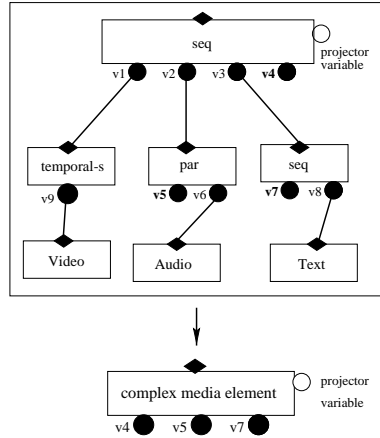 seq
projector
variable
v1 v2 v3 v4
temporal-s par seq
v9 v5 v6 v7 v8
Video Audio Text
projector
complex media element
variable
v4 v5 v7